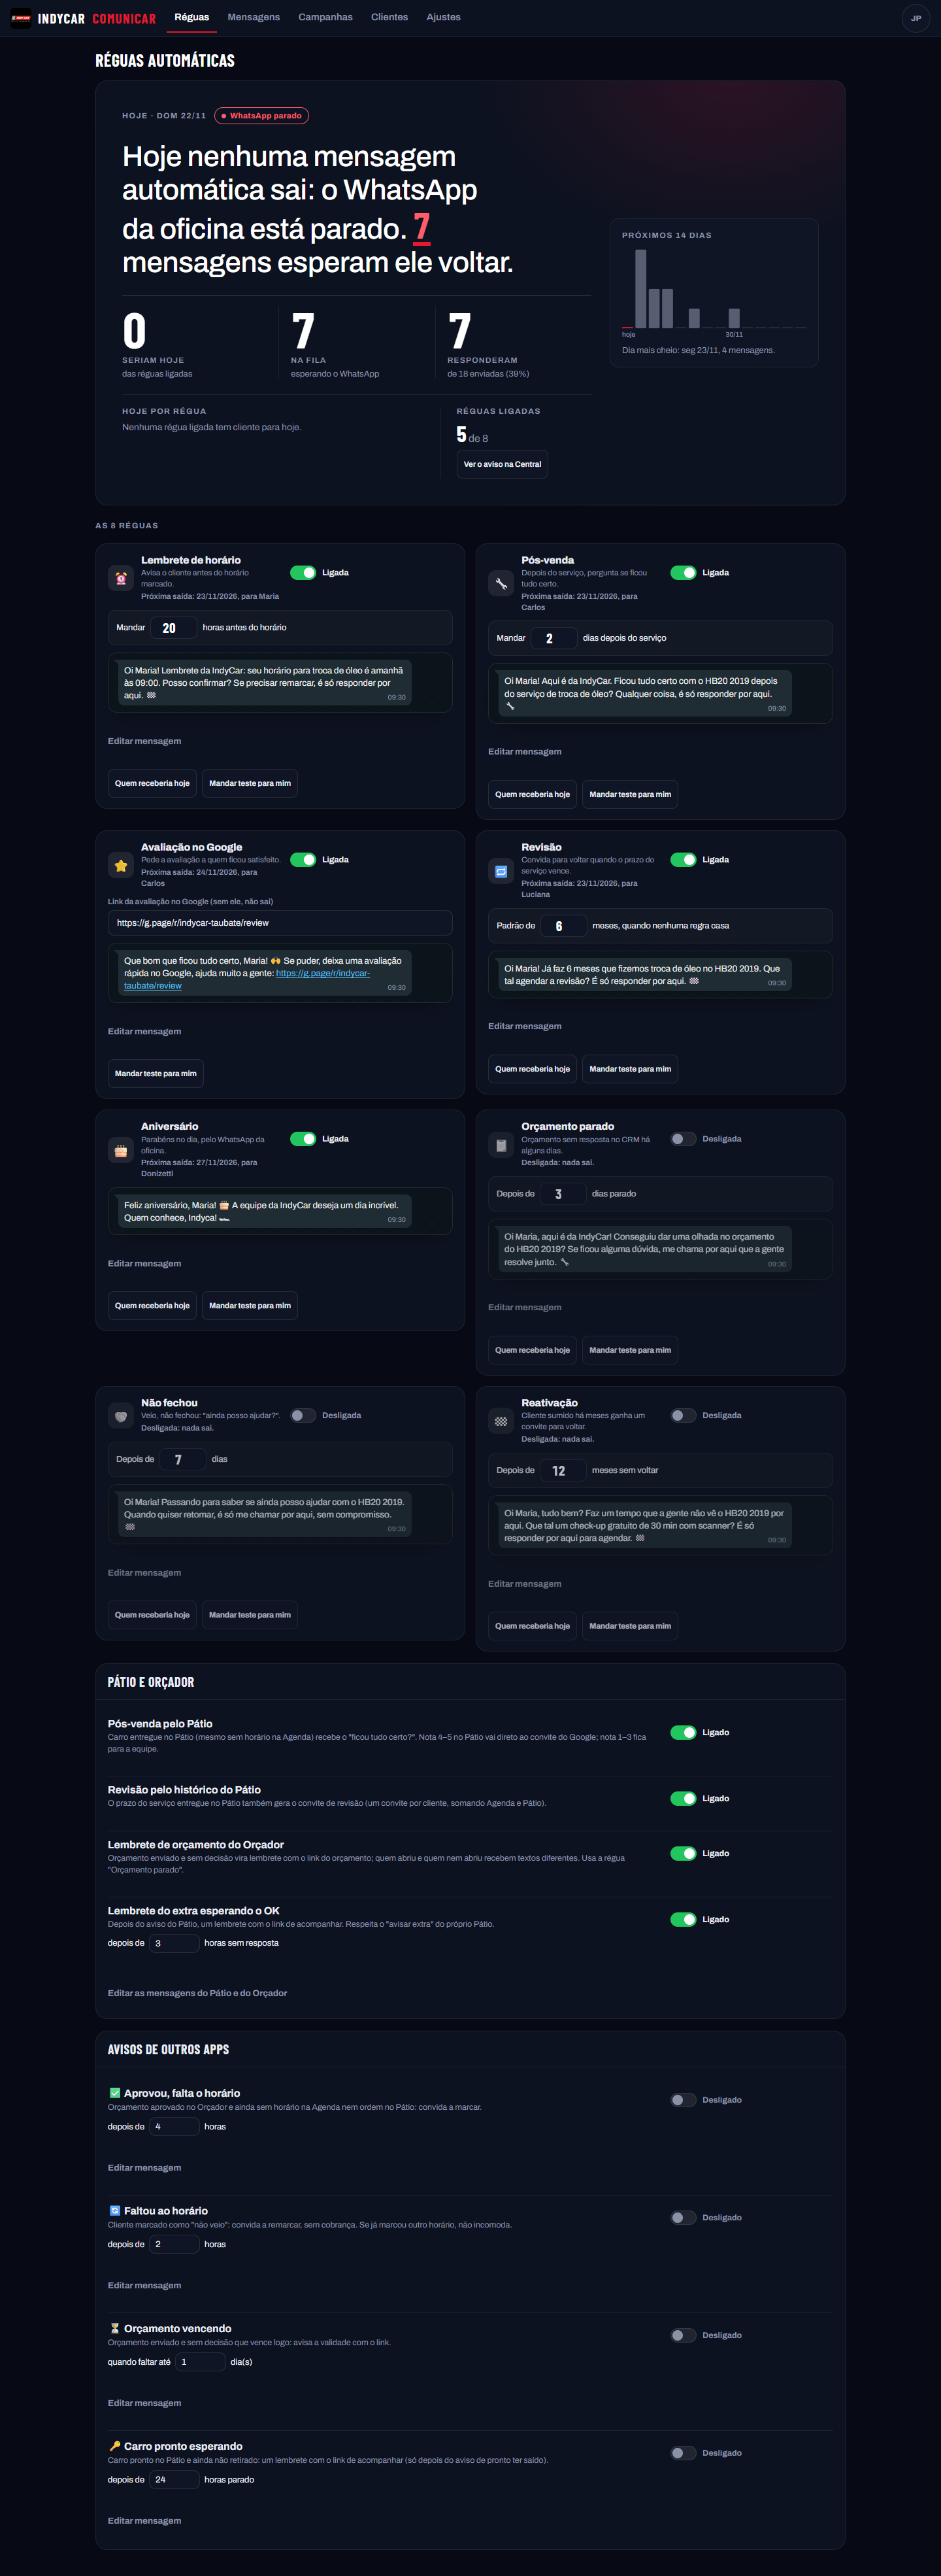 INDYCAR COMUNICAR
Réguas
Mensagens
Campanhas
Clientes
Ajustes
JP
RÉGUAS AUTOMÁTICAS
HOJE · DOM 22/11
WhatsApp parado
Hoje nenhuma mensagem
automática sai: o WhatsApp
da oficina está parado. 7
mensagens esperam ele voltar.
0
SERIAM HOJE
das réguas ligadas
7
NA FILA
esperando o WhatsApp
7
RESPONDERAM
de 18 enviadas (39%)
HOJE POR RÉGUA
Nenhuma régua ligada tem cliente para hoje.
RÉGUAS LIGADAS
5 de 8
Ver o aviso na Central
PRÓXIMOS 14 DIAS
hoje
30/11
Dia mais cheio: seg 23/11, 4 mensagens.
AS 8 RÉGUAS
Lembrete de horário
Avisa o cliente antes do horário
marcado.
Próxima saída: 23/11/2026, para Maria
Ligada
Mandar 20 horas antes do horário
Oi Maria! Lembrete da IndyCar: seu horário para troca de óleo é amanhã
às 09:00. Posso confirmar? Se precisar remarcar, é só responder por
aqui. 🏁
09:30
Editar mensagem
Quem receberia hoje
Mandar teste para mim
Pós-venda
Depois do serviço, pergunta se ficou
tudo certo.
Próxima saída: 23/11/2026, para
Carlos
Ligada
Mandar 2 dias depois do serviço
Oi Maria! Aqui é da IndyCar. Ficou tudo certo com o HB20 2019 depois
do serviço de troca de óleo? Qualquer coisa, é só responder por aqui.
🔧
09:30
Editar mensagem
Quem receberia hoje
Mandar teste para mim
Avaliação no Google
Pede a avaliação a quem ficou satisfeito.
Próxima saída: 24/11/2026, para
Carlos
Ligada
Link da avaliação no Google (sem ele, não sai)
https://g.page/r/indycar-taubate/review
Que bom que ficou tudo certo, Maria! 🙌 Se puder, deixa uma avaliação
rápida no Google, ajuda muito a gente: https://g.page/r/indycar-
taubate/review
09:30
Editar mensagem
Mandar teste para mim
Revisão
Convida para voltar quando o prazo do
serviço vence.
Próxima saída: 23/11/2026, para
Luciana
Ligada
Padrão de 6 meses, quando nenhuma regra casa
Oi Maria! Já faz 6 meses que fizemos troca de óleo no HB20 2019. Que
tal agendar a revisão? É só responder por aqui. 🏁
09:30
Editar mensagem
Quem receberia hoje
Mandar teste para mim
Aniversário
Parabéns no dia, pelo WhatsApp da
oficina.
Próxima saída: 27/11/2026, para
Donizetti
Ligada
Feliz aniversário, Maria! 🎂 A equipe da IndyCar deseja um dia incrível.
Quem conhece, Indyca! 🏎️
09:30
Editar mensagem
Quem receberia hoje
Mandar teste para mim
Orçamento parado
Orçamento sem resposta no CRM há
alguns dias.
Desligada: nada sai.
Desligada
Depois de 3 dias parado
Oi Maria, aqui é da IndyCar! Conseguiu dar uma olhada no orçamento
do HB20 2019? Se ficou alguma dúvida, me chama por aqui que a gente
resolve junto. 🔧
09:30
Editar mensagem
Quem receberia hoje
Mandar teste para mim
Não fechou
Veio, não fechou: "ainda posso ajudar?".
Desligada: nada sai.
Desligada
Depois de 7 dias
Oi Maria! Passando para saber se ainda posso ajudar com o HB20 2019.
Quando quiser retomar, é só me chamar por aqui, sem compromisso.
🏁
09:30
Editar mensagem
Quem receberia hoje
Mandar teste para mim
Reativação
Cliente sumido há meses ganha um
convite para voltar.
Desligada: nada sai.
Desligada
Depois de 12 meses sem voltar
Oi Maria, tudo bem? Faz um tempo que a gente não vê o HB20 2019 por
aqui. Que tal um check-up gratuito de 30 min com scanner? É só
responder por aqui para agendar. 🏁
09:30
Editar mensagem
Quem receberia hoje
Mandar teste para mim
PÁTIO E ORÇADOR
Pós-venda pelo Pátio
Carro entregue no Pátio (mesmo sem horário na Agenda) recebe o "ficou tudo certo?". Nota 4–5 no Pátio vai direto ao convite do Google; nota 1–3 fica
para a equipe.
Ligado
Revisão pelo histórico do Pátio
O prazo do serviço entregue no Pátio também gera o convite de revisão (um convite por cliente, somando Agenda e Pátio).
Ligado
Lembrete de orçamento do Orçador
Orçamento enviado e sem decisão vira lembrete com o link do orçamento; quem abriu e quem nem abriu recebem textos diferentes. Usa a régua
"Orçamento parado".
Ligado
Lembrete do extra esperando o OK
Depois do aviso do Pátio, um lembrete com o link de acompanhar. Respeita o "avisar extra" do próprio Pátio.
Ligado
depois de 3 horas sem resposta
Editar as mensagens do Pátio e do Orçador
AVISOS DE OUTROS APPS
✅ Aprovou, falta o horário
Orçamento aprovado no Orçador e ainda sem horário na Agenda nem ordem no Pátio: convida a marcar.
Desligado
depois de 4 horas
Editar mensagem
🔄 Faltou ao horário
Cliente marcado como "não veio": convida a remarcar, sem cobrança. Se já marcou outro horário, não incomoda.
Desligado
depois de 2 horas
Editar mensagem
⏳ Orçamento vencendo
Orçamento enviado e sem decisão que vence logo: avisa a validade com o link.
Desligado
quando faltar até 1 dia(s)
Editar mensagem
🔑 Carro pronto esperando
Carro pronto no Pátio e ainda não retirado: um lembrete com o link de acompanhar (só depois do aviso de pronto ter saído).
Desligado
depois de 24 horas parado
Editar mensagem